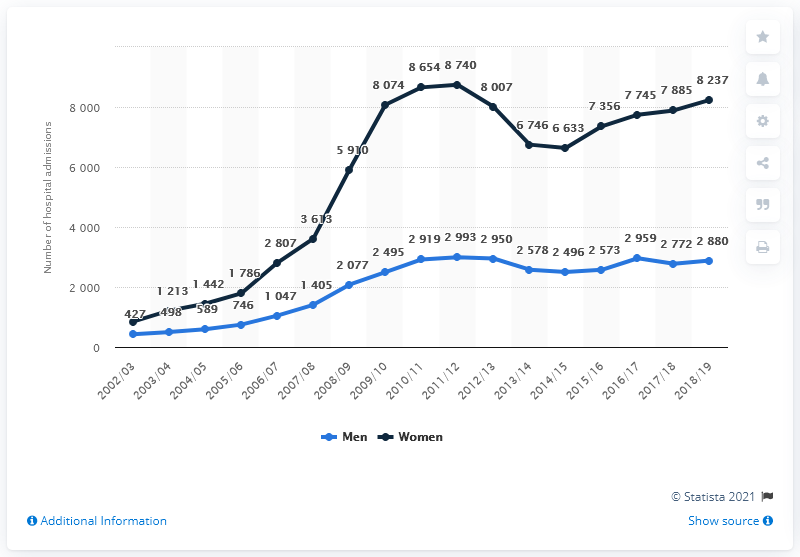 8 654 8 740
8 074 8 007 8 237
7 745 7 885
7 356
6 746 6 633
5 910
3 613
2 807
1 786
1 442
1 213
2 919 2 993 2 950 2 959 2 772 2 880
2 495 2 578 2 496 2 573
2 077
1 405
1 047
746
589
498
427
Number of hospital admissions
8 000
6 000
4 000
2 000
0
2002/03 2003/04 2004/05 2005/06 2006/07 2007/08 2008/09 2009/10 2010/11 2011/12 2012/13 2013/14 2014/15 2015/16 2016/17 2017/18 2018/19
Men Women
© Statista 2021
Additional Information Show source